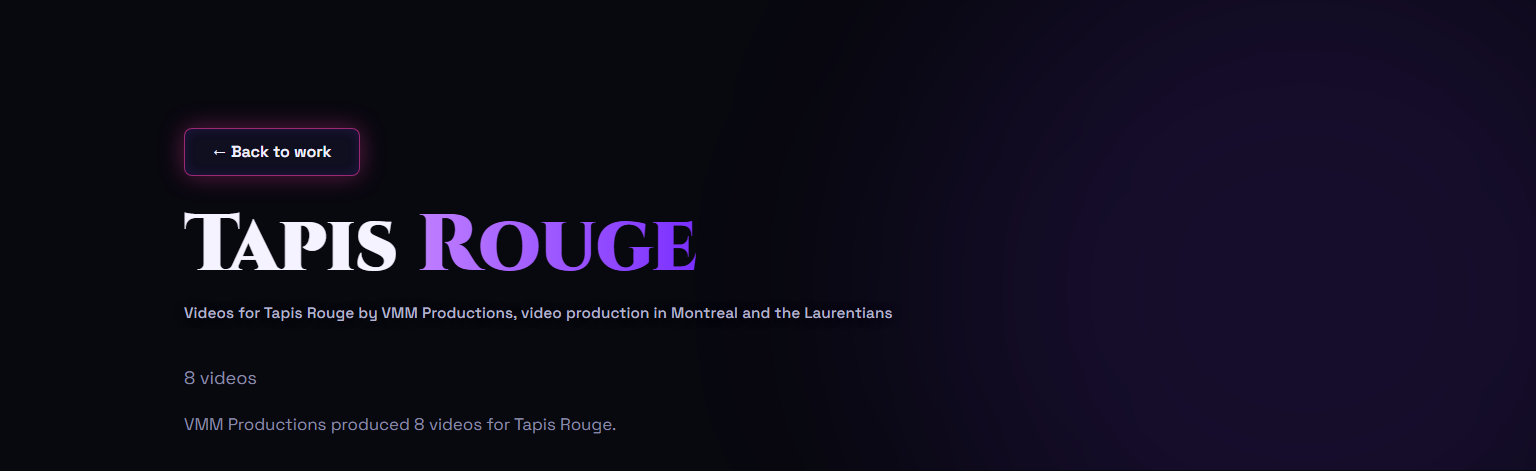 ← Back to work
Tapis Rouge
Videos for Tapis Rouge by VMM Productions, video production in Montreal and the Laurentians
8 videos
VMM Productions produced 8 videos for Tapis Rouge.